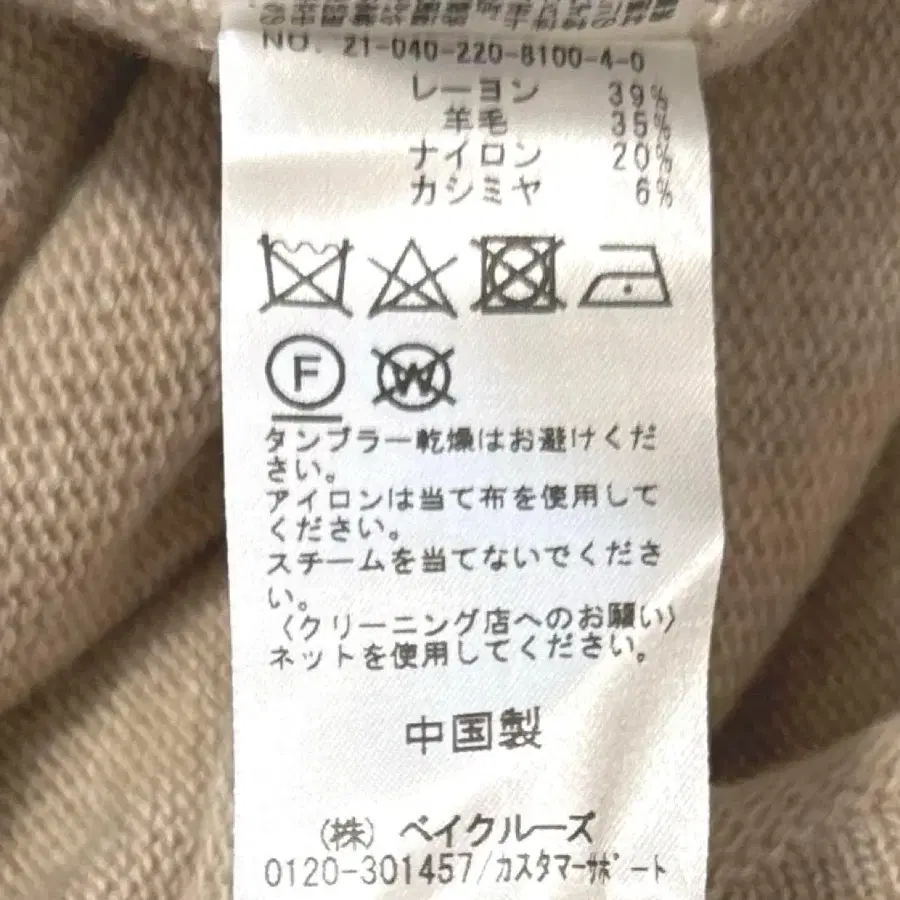 NO. 21-040-220-8100-4-0
レーヨン 39%
羊毛 35%
ナイロン 20%
カシミヤ 6%
F
W
タンブラー乾燥はお避けくだ
さい。
アイロンは当て布を使用して
ください。
スチームを当てないでくださ
い。
〈クリーニング店へのお願い〉
ネットを使用してください。
中国製
(株) ベイクルーズ
0120-301457/カスタマーサポート